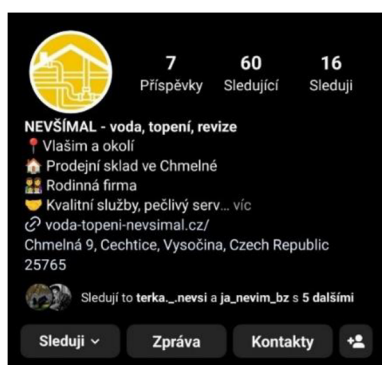 7 60 16
Příspěvky Sledující Sleduji
NEVŠÍMAL - voda, topení, revize
Vlašim a okolí
Prodejní sklad ve Chmelné
Rodinná firma
Kvalitní služby, pečlivý serv... víc
voda-topeni-nevsimal.cz/
Chmelná 9, Cechtice, Vysočina, Czech Republic
25765
Sledují to terka._.nevsi a ja_nevim_bz s 5 dalšími
Sleduji Zpráva Kontakty